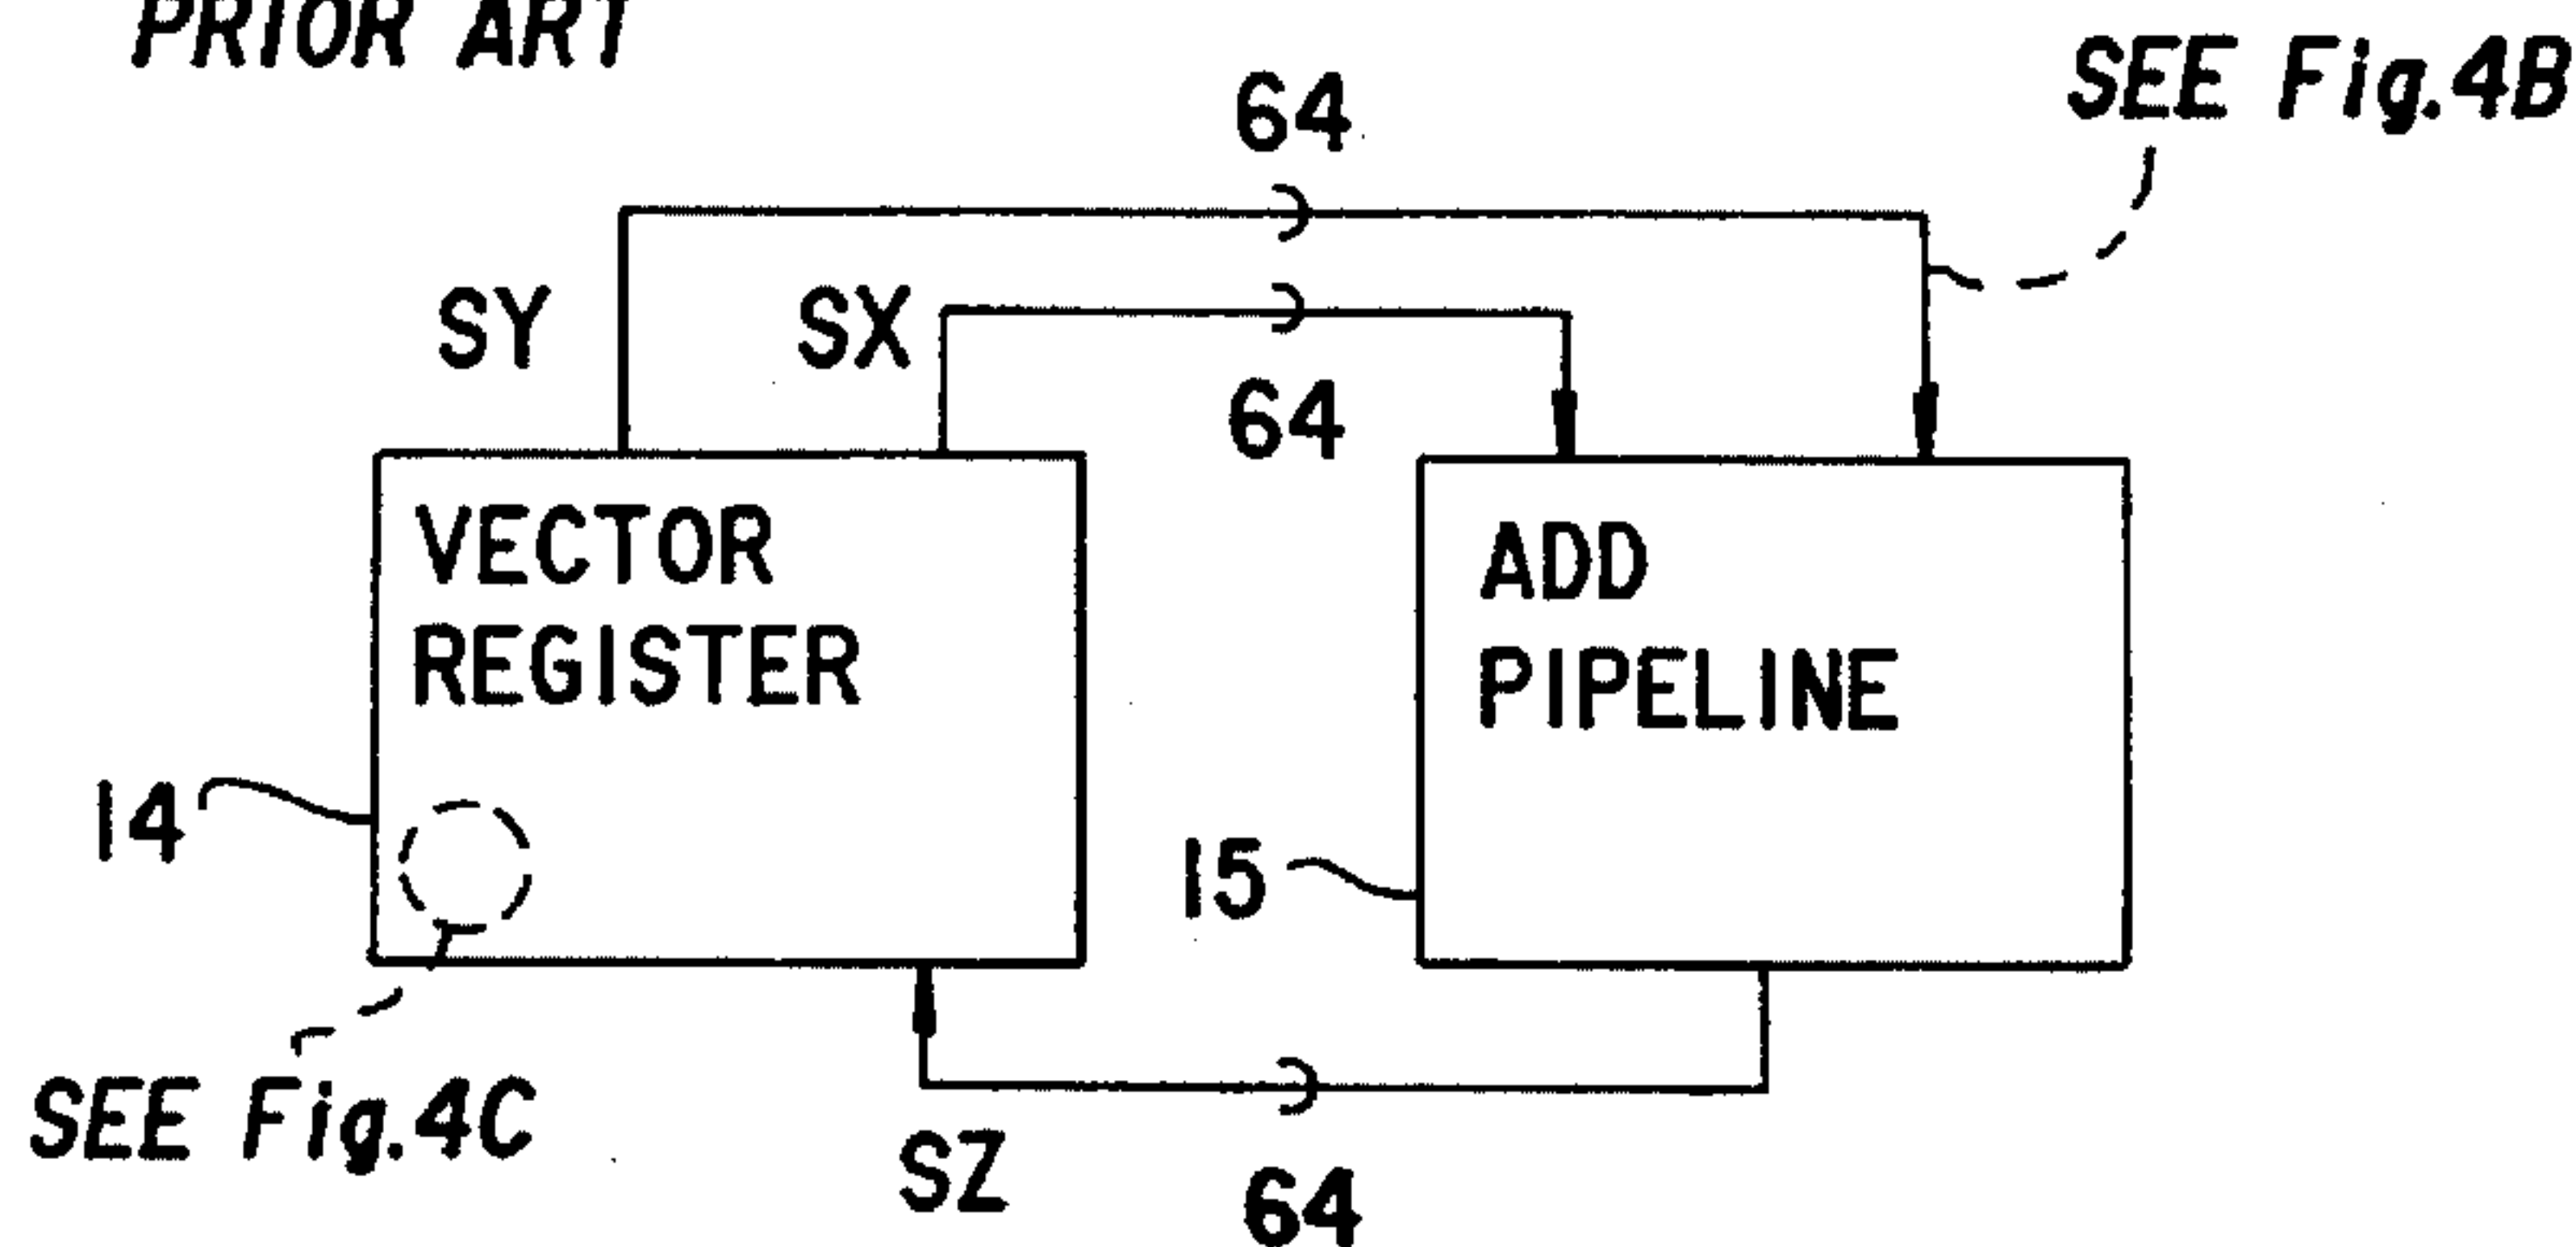 PRIOR ART
SEE Fig.4B
64
SY
SX
64
VECTOR
REGISTER
ADD
PIPELINE
14
15
SEE Fig.4C
SZ
64